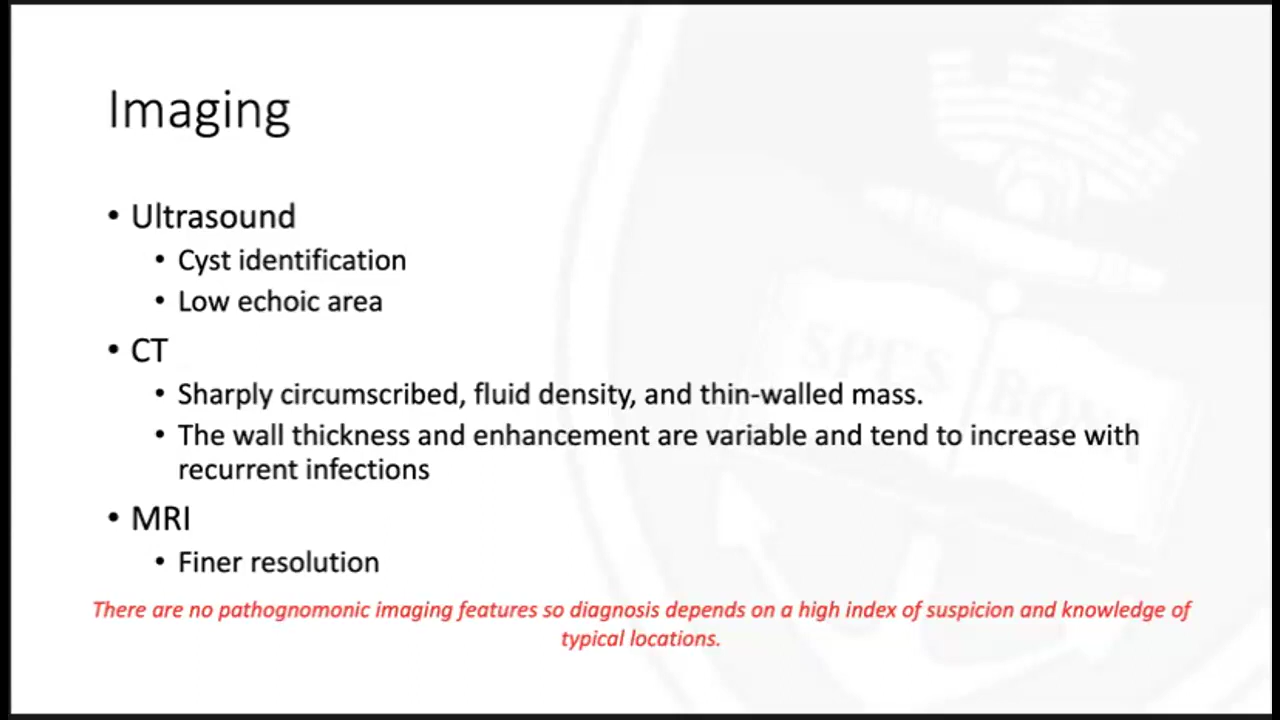 Imaging
• Ultrasound
• Cyst identification
• Low echoic area
• CT
• Sharply circumscribed, fluid density, and thin-walled mass.
• The wall thickness and enhancement are variable and tend to increase with
recurrent infections
• MRI
• Finer resolution
There are no pathognomonic imaging features so diagnosis depends on a high index of suspicion and knowledge of
typical locations.
SPES